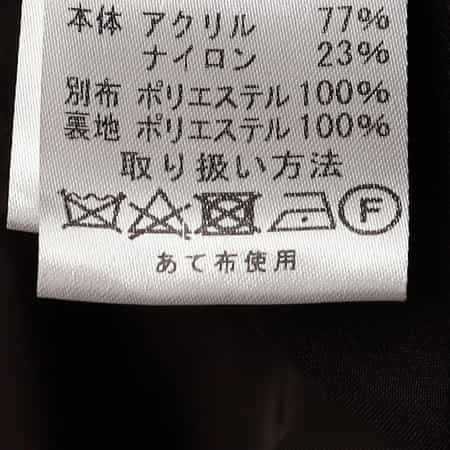 本体 アクリル 77%
ナイロン 23%
別布 ポリエステル 100%
裏地 ポリエステル 100%
取り扱い方法
F
あて布使用